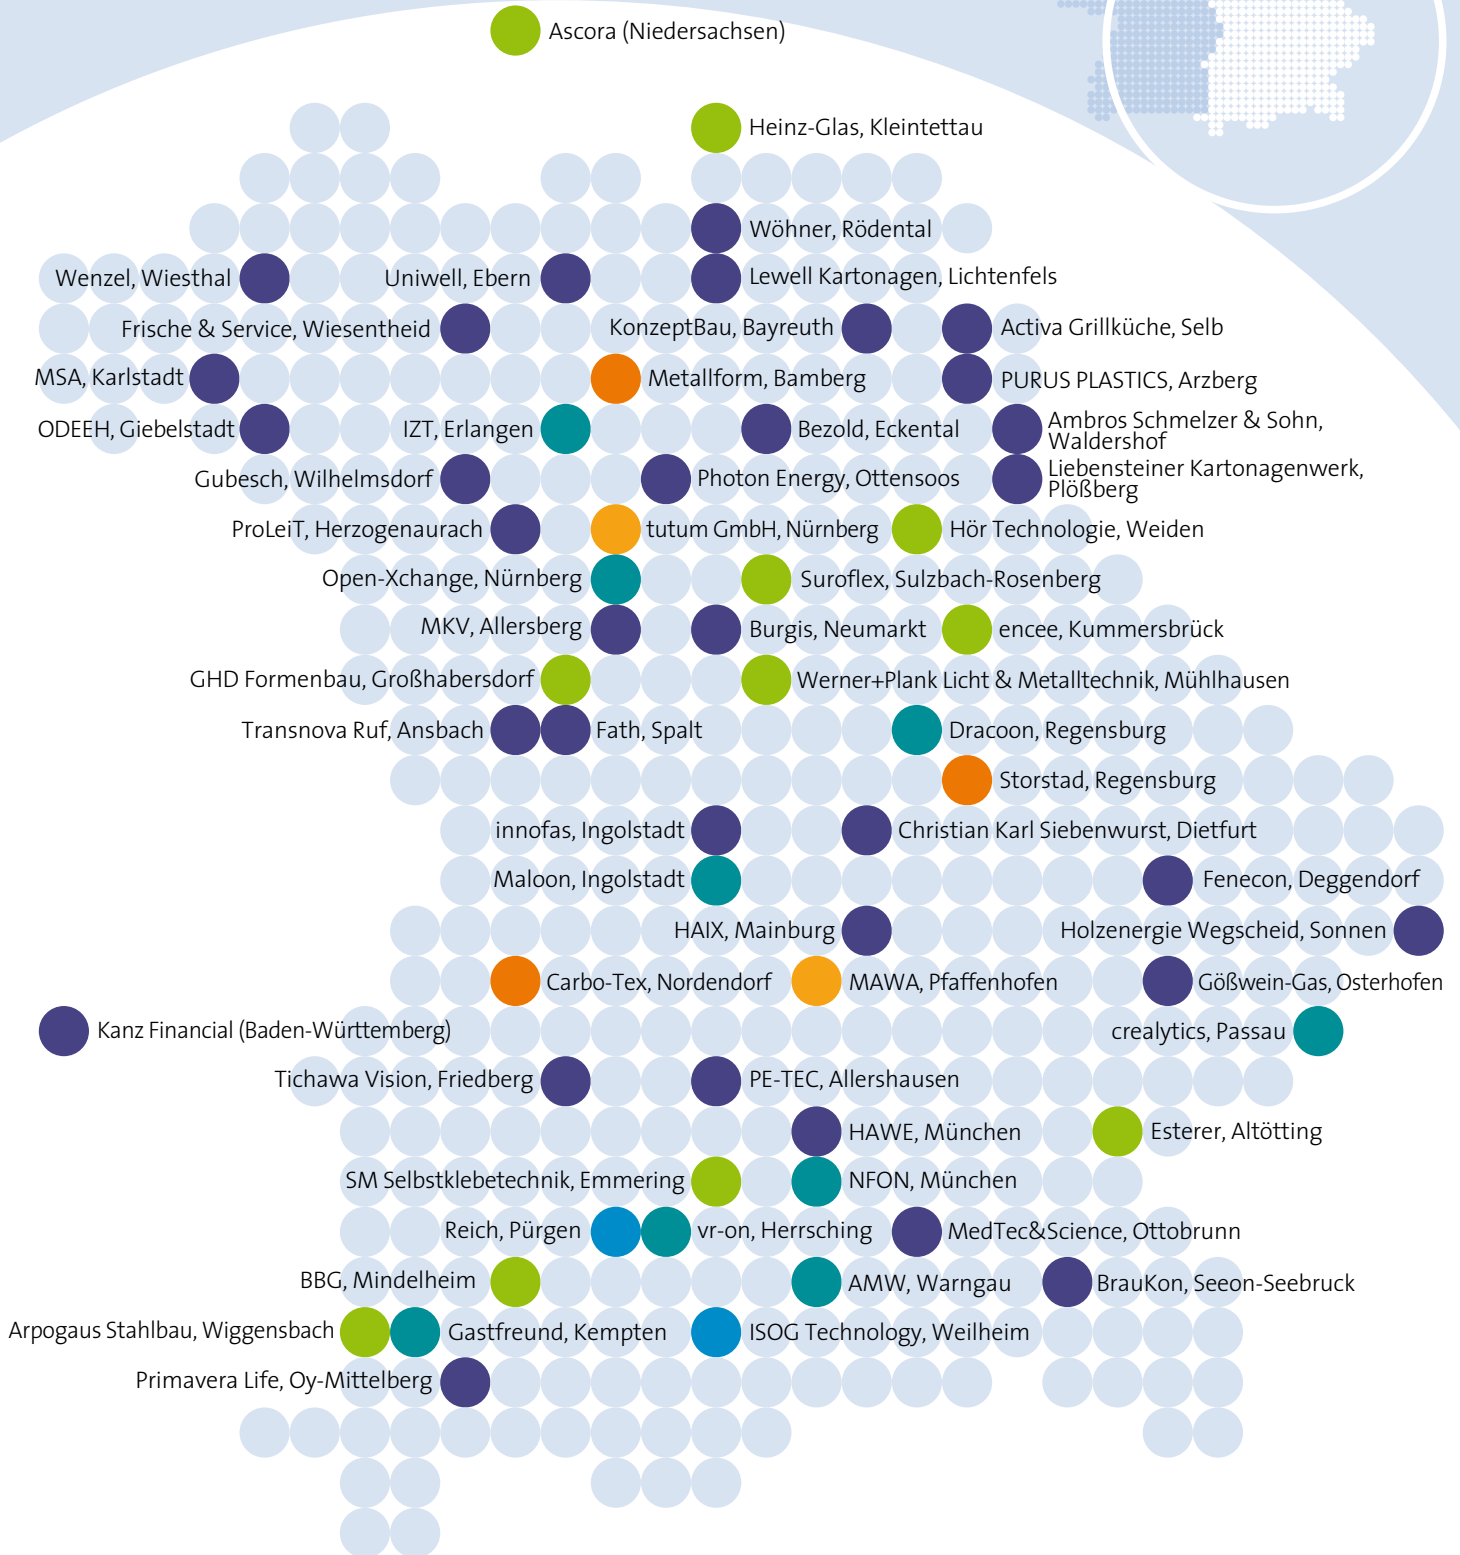 Ascora (Niedersachsen)
Heinz-Glas, Kleintettau
Wöhner, Rödental
Wenzel, Wiesthal
Uniwell, Ebern
Lewell Kartonagen, Lichtenfels
Frische & Service, Wiesentheid
KonzeptBau, Bayreuth
Activa Grillküche, Selb
MSA, Karlstadt
Metallform, Bamberg
PURUS PLASTICS, Arzberg
ODEEH, Giebelstadt
IZT, Erlangen
Bezold, Eckental
Ambros Schmelzer & Sohn,
Waldershof
Gubesch, Wilhelmsdorf
Photon Energy, Ottensoos
Liebensteiner Kartonagenwerk,
Plößberg
ProLeiT, Herzogenaurach
tutum GmbH, Nürnberg
Hör Technologie, Weiden
Open-Xchange, Nürnberg
Suroflex, Sulzbach-Rosenberg
MKV, Allersberg
Burgis, Neumarkt
encee, Kummersbrück
GHD Formenbau, Großhabersdorf
Werner+Plank Licht & Metalltechnik, Mühlhausen
Transnova Ruf, Ansbach
Fath, Spalt
Dracoon, Regensburg
Storstad, Regensburg
innofas, Ingolstadt
Christian Karl Siebenwurst, Dietfurt
Maloon, Ingolstadt
Fenecon, Deggendorf
HAIX, Mainburg
Holzenergie Wegscheid, Sonnen
Carbo-Tex, Nordendorf
MAWA, Pfaffenhofen
Gößwein-Gas, Osterhofen
Kanz Financial (Baden-Württemberg)
crealytics, Passau
Tichawa Vision, Friedberg
PE-TEC, Allershausen
HAWE, München
Esterer, Altötting
SM Selbstklebetechnik, Emmering
NFON, München
Reich, Pürgen
vr-on, Herrsching
MedTec&Science, Ottobrunn
BBG, Mindelheim
AMW, Warngau
BrauKon, Seeon-Seebruck
Arpogaus Stahlbau, Wiggensbach
Gastfreund, Kempten
ISOG Technology, Weilheim
Primavera Life, Oy-Mittelberg